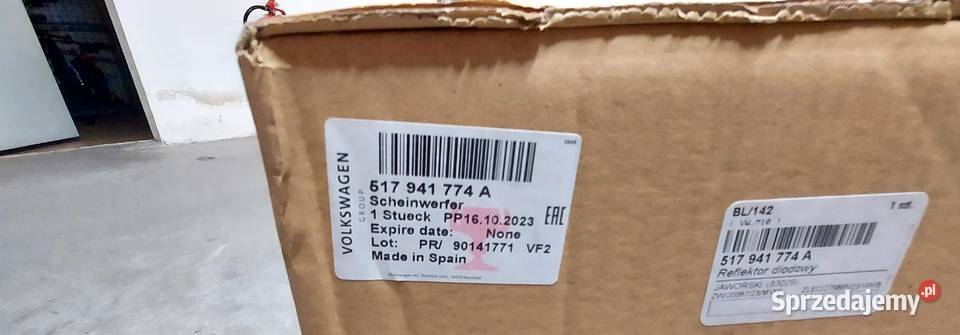 VOLKSWAGEN
GROUP
517 941 774 A
Scheinwerfer
1 Stueck PP16.10.2023
EAC
Expire date: None
Lot: PR/ 90141771 VF2
Made in Spain
BL/142
1 szt.
517 941 774 A
Reflektor diodowy
JAWORSKI
Sprzedajemy.pl